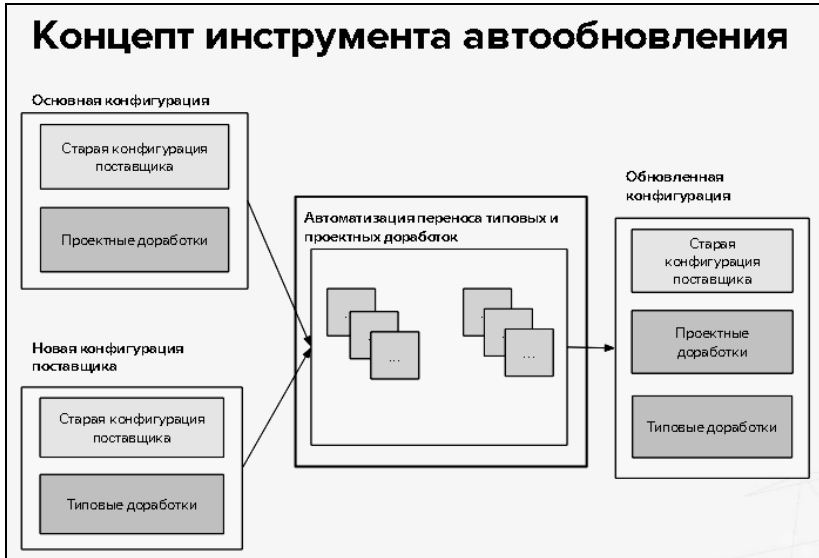 Концепт инструмента автообновления
Основная конфигурация
Старая конфигурация
поставщика
Проектные доработки
Новая конфигурация
поставщика
Старая конфигурация
поставщика
Типовые доработки
Автоматизация переноса типовых и
проектных доработок
...
...
...
...
Обновленная
конфигурация
Старая
конфигурация
поставщика
Проектные
доработки
Типовые доработки